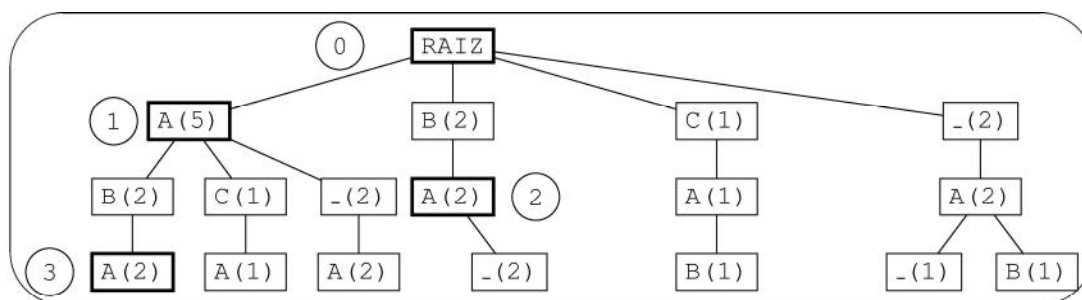 0 RAIZ
1 A(5) B(2) C(1) _(2)
B(2) C(1) _(2) A(2) 2 A(1) A(2)
3 A(2) A(1) A(2) _(2) B(1) _(1) B(1)